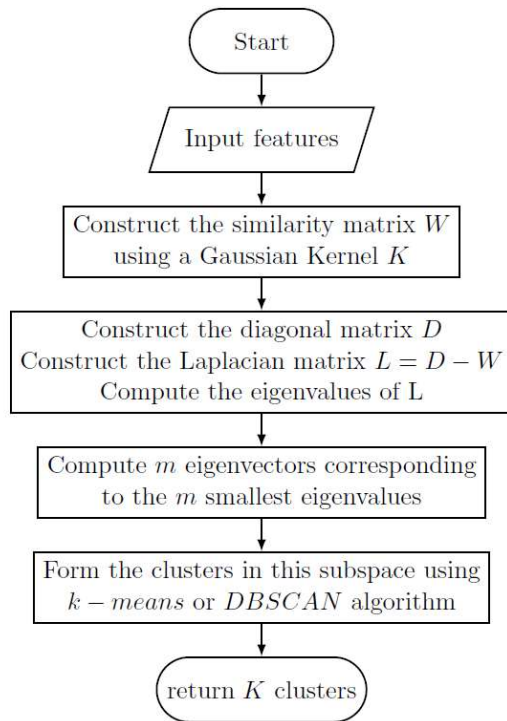 Start
Input features
Construct the similarity matrix W
using a Gaussian Kernel K
Construct the diagonal matrix D
Construct the Laplacian matrix L = D − W
Compute the eigenvalues of L
Compute m eigenvectors corresponding
to the m smallest eigenvalues
Form the clusters in this subspace using
k − means or DBSCAN algorithm
return K clusters